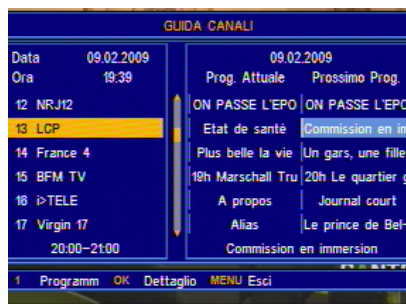 GUIDA CANALI
Data 09.02.2009
Ora 19:39
09.02.2009
Prog. Attuale Prossimo Prog.
12 NRJ12 ON PASSE L'EPO ON PASSE L'EPO
13 LCP Etat de santé Commission en im
14 France 4 Plus belle la vie Un gars, une fille
15 BFM TV 19h Marschall Tru 20h Le quartier g
16 i>TELE A propos Journal court
17 Virgin 17 Alias Le prince de Bel-
20:00-21:00 Commission en immersion
1 Programm OK Dettaglio MENU Esci